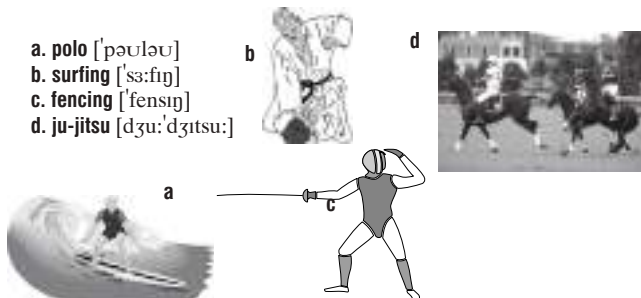 a. polo [ˈpəʊləʊ]
b. surfing [ˈsɜ:fɪŋ]
c. fencing [ˈfensɪŋ]
d. ju-jitsu [dʒu:ˈdʒɪtsu:]
b
d
a
c